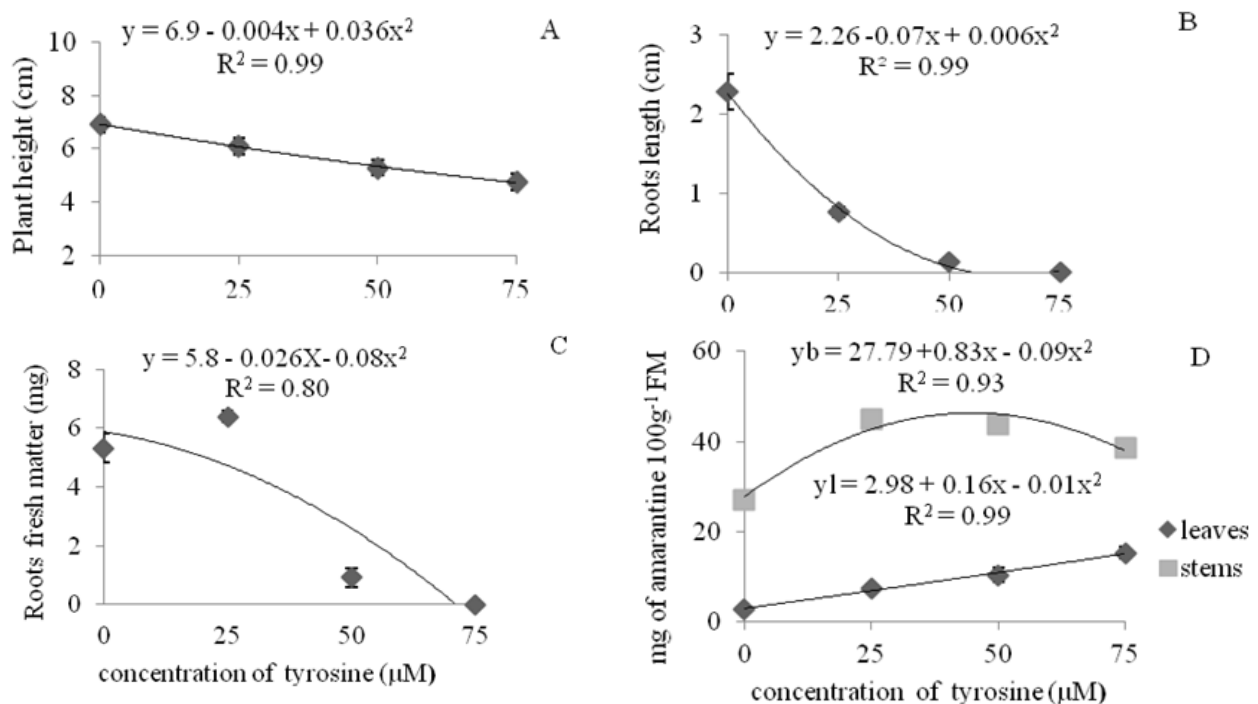 y = 6.9 - 0.004x + 0.036x²
R² = 0.99
A
Plant height (cm)
10
8
6
4
2
0 25 50 75
y = 2.26 -0.07x + 0.006x²
R² = 0.99
B
Roots length (cm)
3
2
1
0
0 25 50 75
y = 5.8 - 0.026X- 0.08x²
R² = 0.80
C
Roots fresh matter (mg)
8
6
4
2
0
0 25 50 75
concentration of tyrosine (µM)
yb = 27.79 +0.83x - 0.09x²
R² = 0.93
D
yl= 2.98 + 0.16x - 0.01x²
R² = 0.99
mg of amarantine 100g⁻¹ FM
60
40
20
0
0 25 50 75
concentration of tyrosine (µM)
leaves
stems